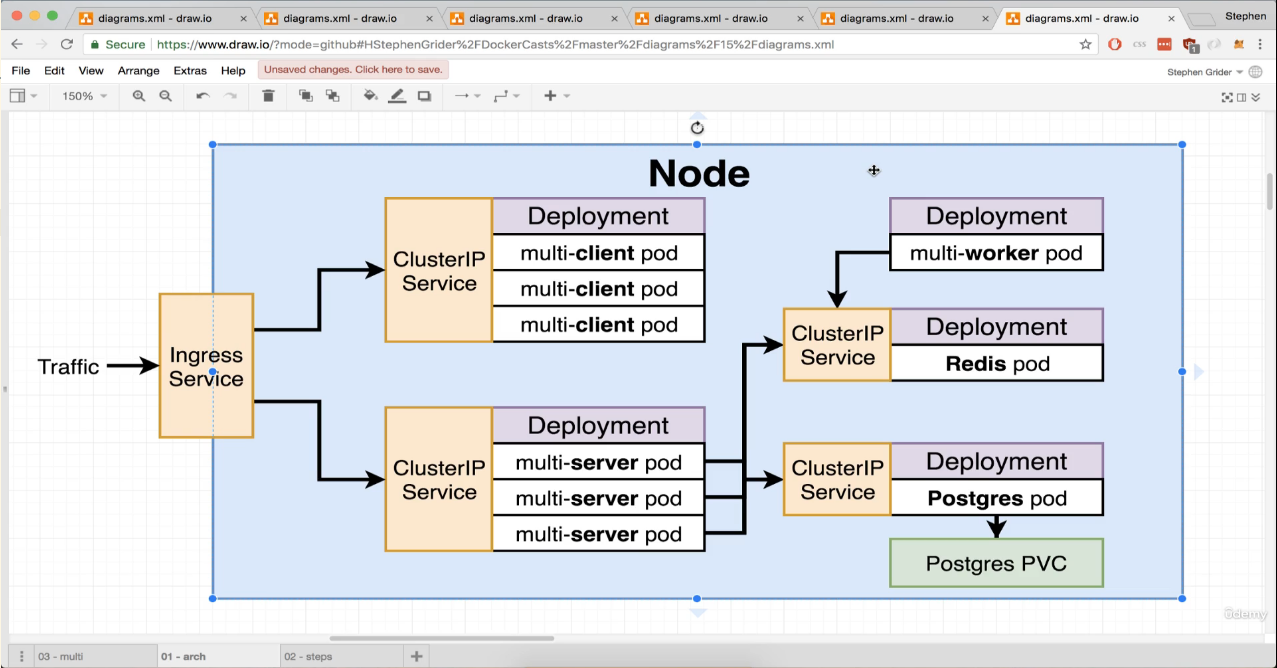 diagrams.xml - draw.io
diagrams.xml - draw.io
diagrams.xml - draw.io
diagrams.xml - draw.io
diagrams.xml - draw.io
diagrams.xml - draw.io
Stephen
Secure https://www.draw.io/?mode=github#HStephenGrider%2FDockerCasts%2Fmaster%2Fdiagrams%2F15%2Fdiagrams.xml
css
1
File Edit View Arrange Extras Help Unsaved changes. Click here to save.
Stephen Grider
150%
Node
Traffic
Ingress
Service
ClusterIP
Service
Deployment
multi-client pod
multi-client pod
multi-client pod
ClusterIP
Service
Deployment
multi-server pod
multi-server pod
multi-server pod
Deployment
multi-worker pod
ClusterIP
Service
Deployment
Redis pod
ClusterIP
Service
Deployment
Postgres pod
Postgres PVC
ûdemy
03 - multi
01 - arch
02 - steps